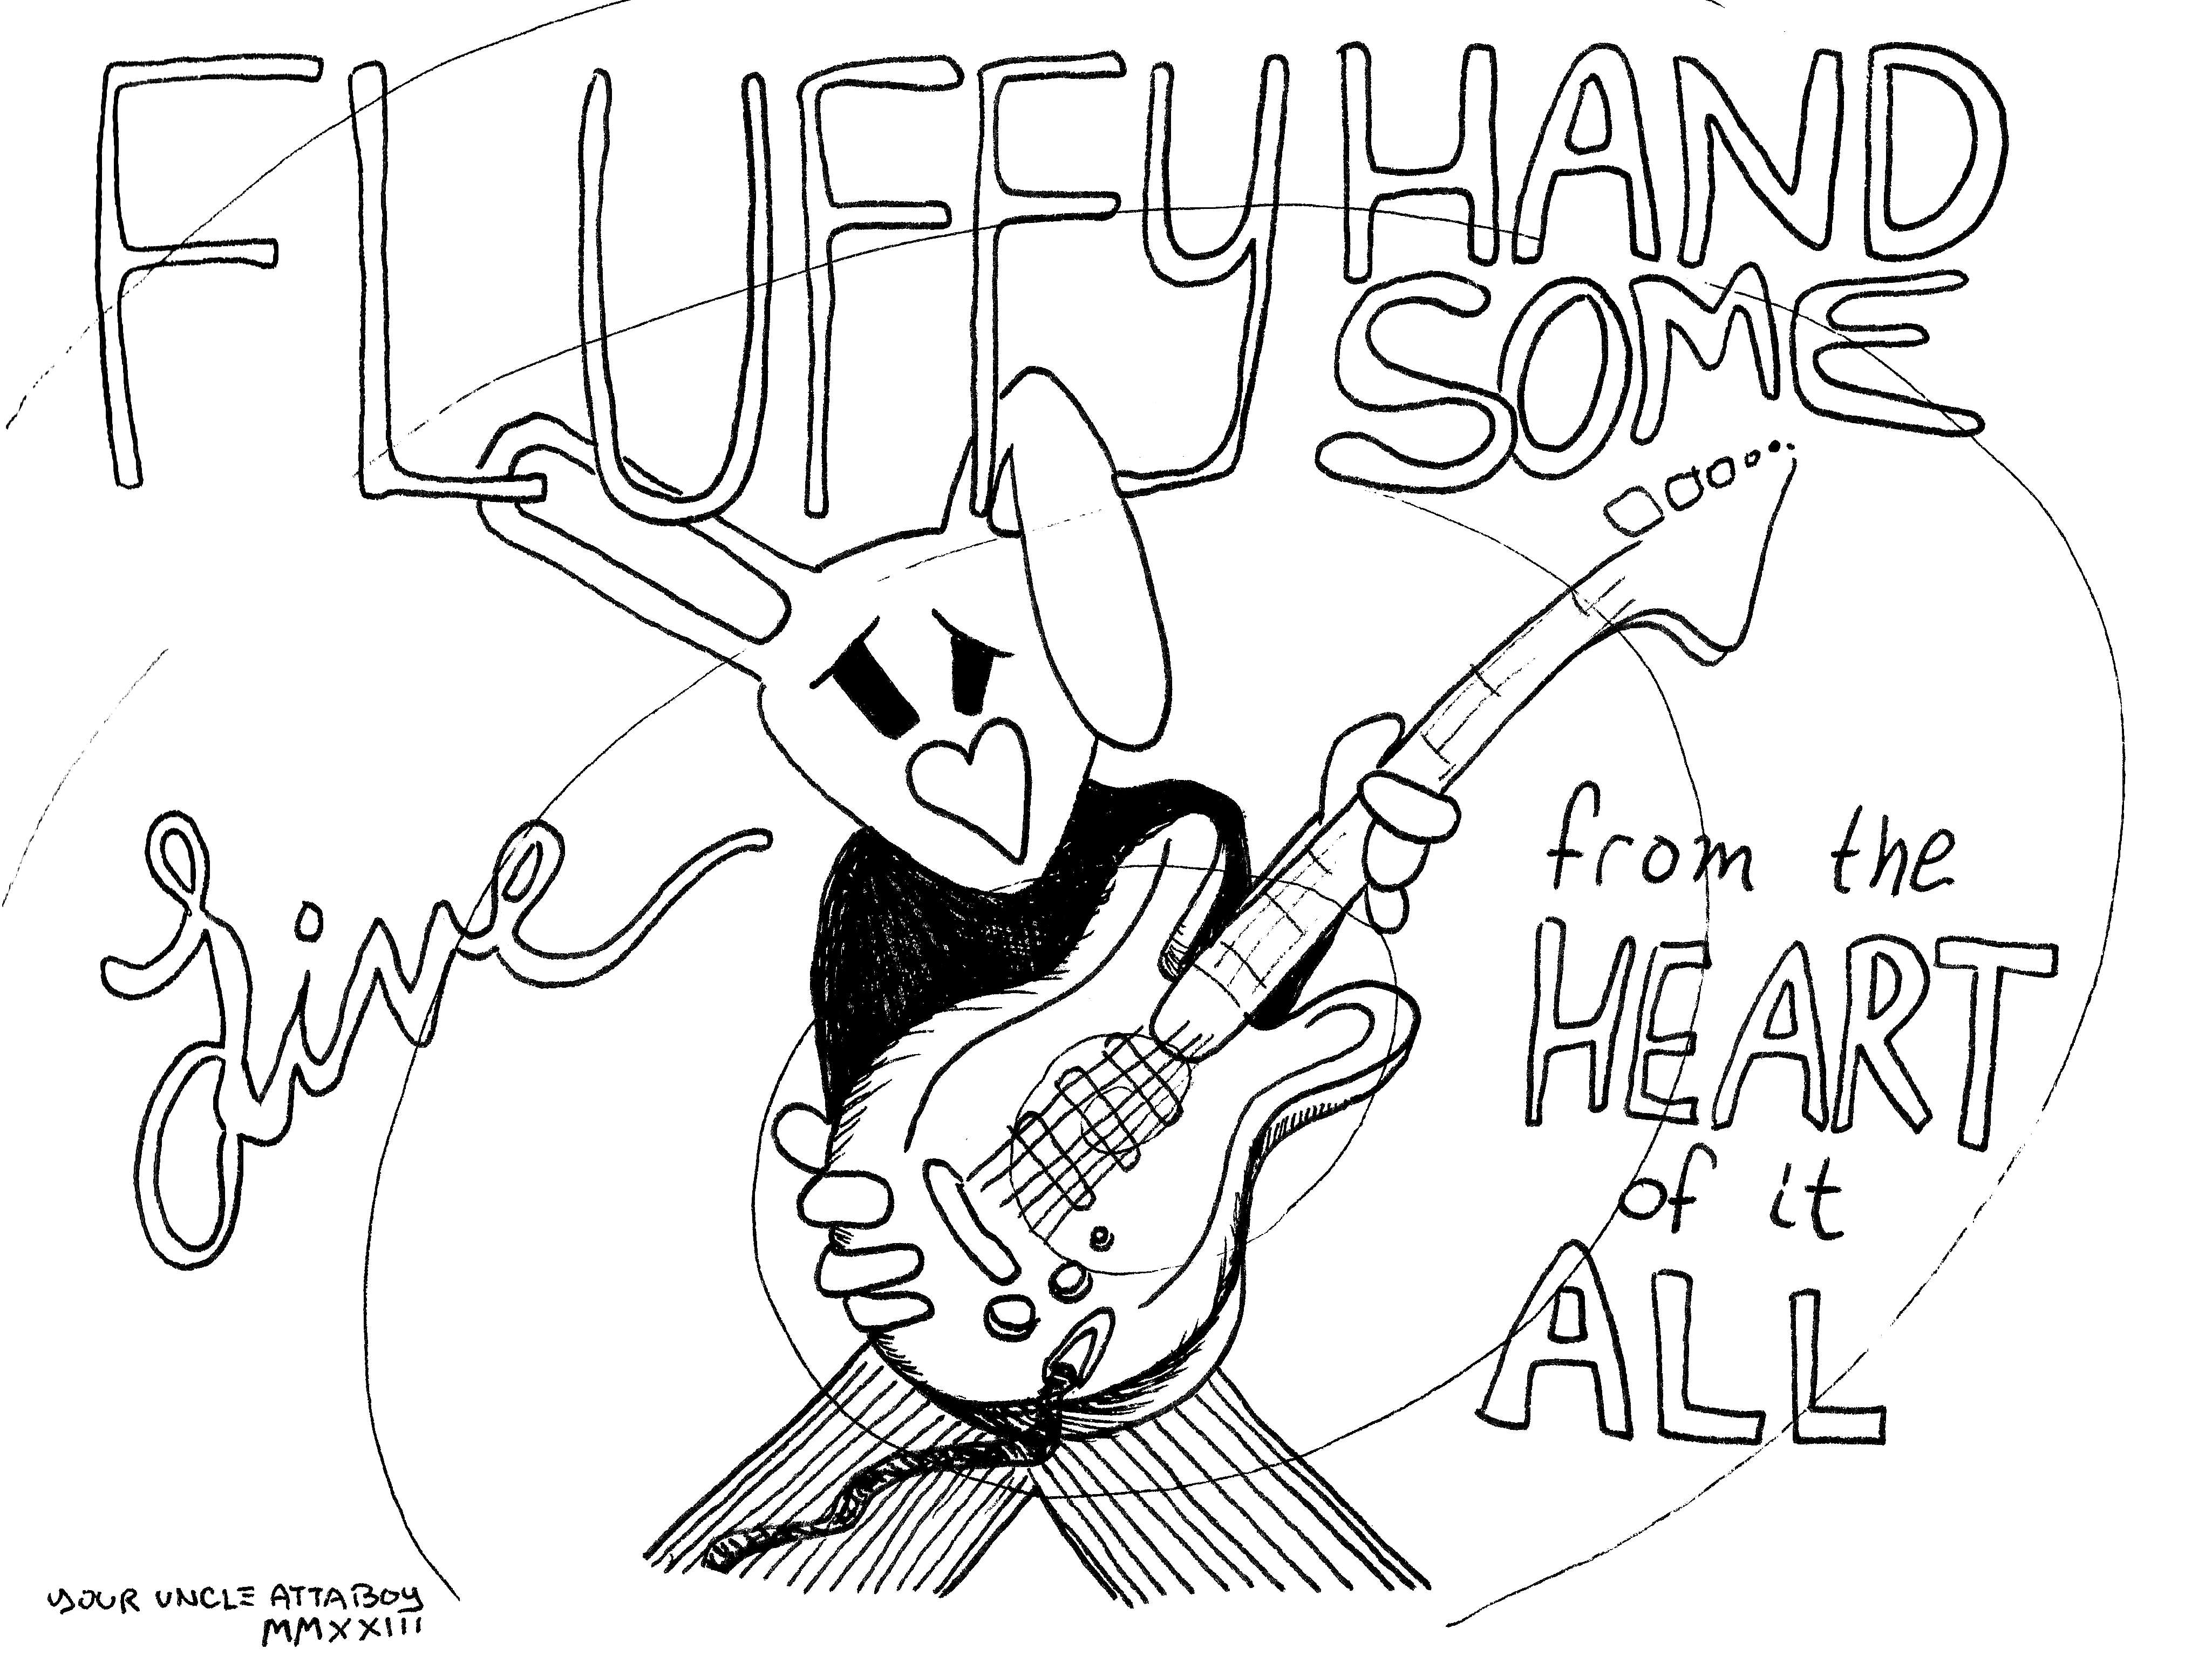 FLUFFY HAND
SOME
Live
from the
HEART
of it
ALL
YOUR UNCLE ATTABOY
MMXXIII